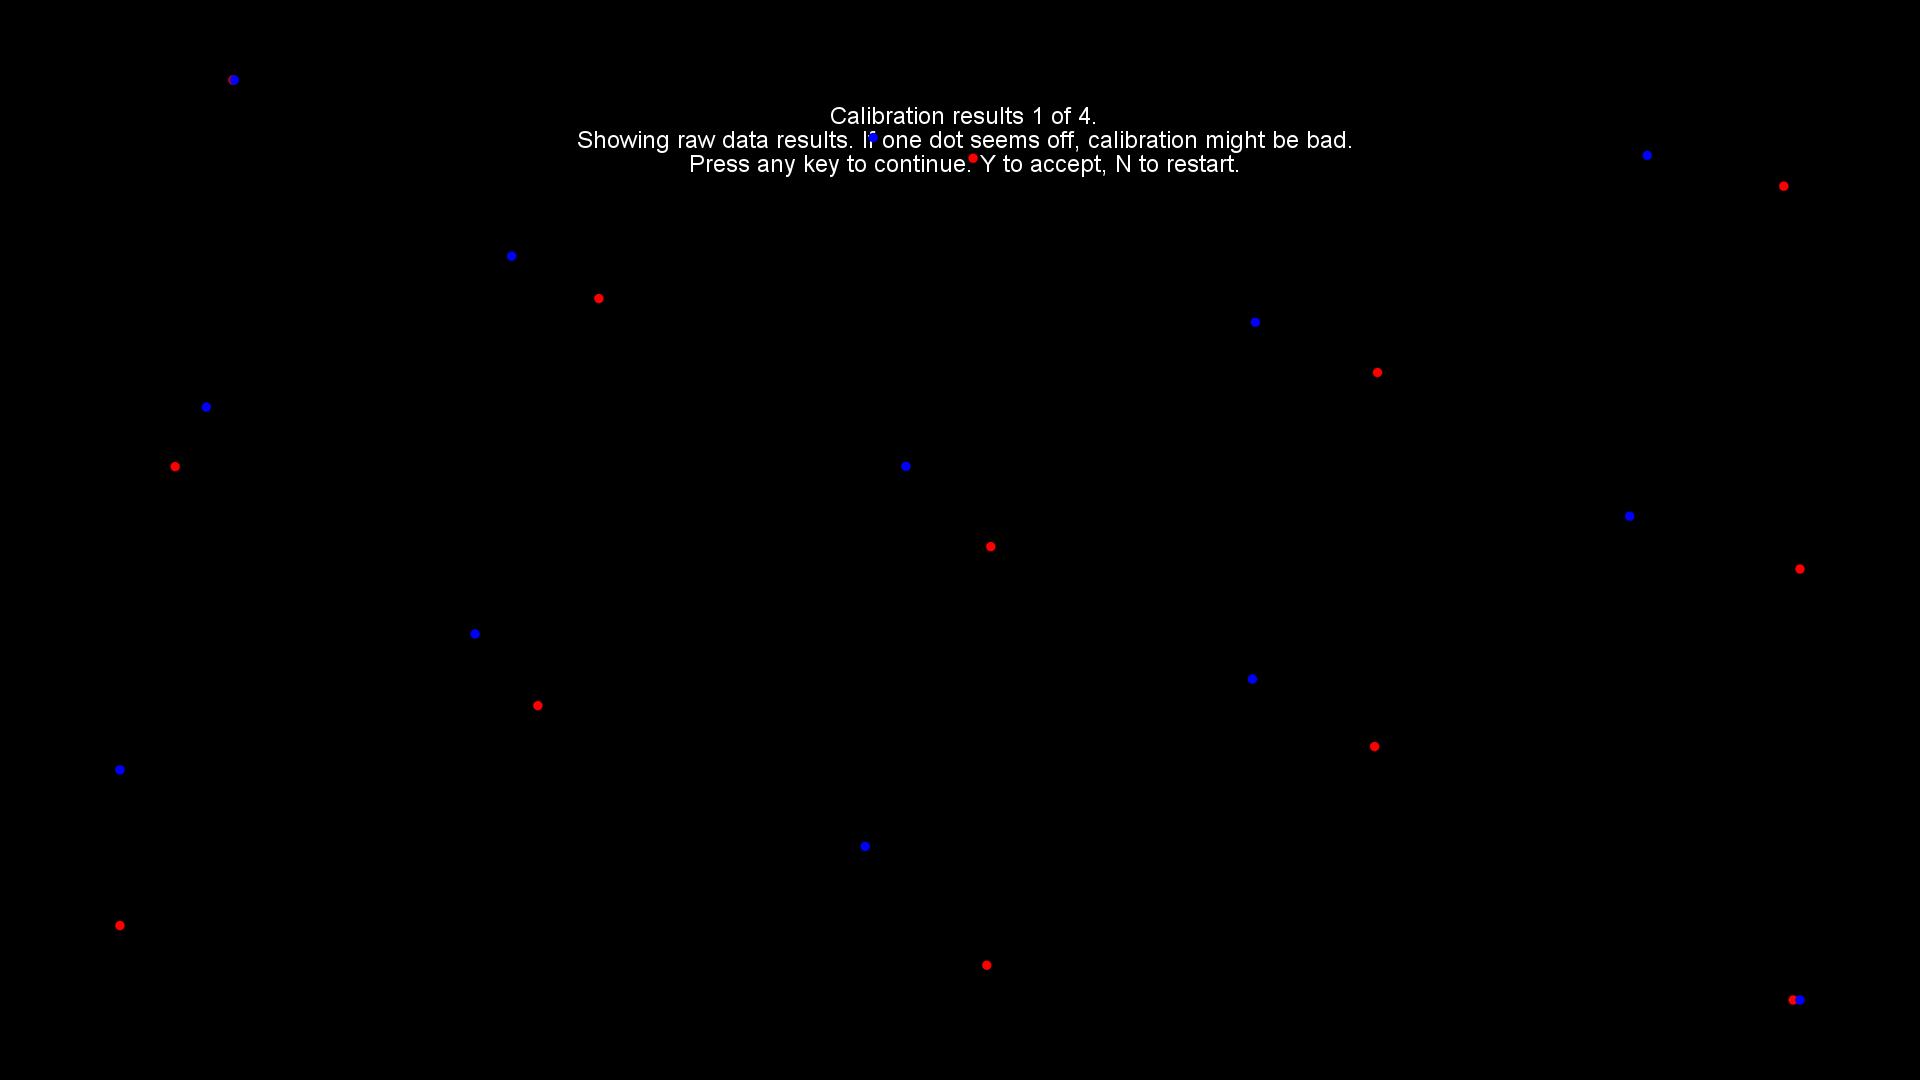 Calibration results 1 of 4.
Showing raw data results. If one dot seems off, calibration might be bad.
Press any key to continue. Y to accept, N to restart.